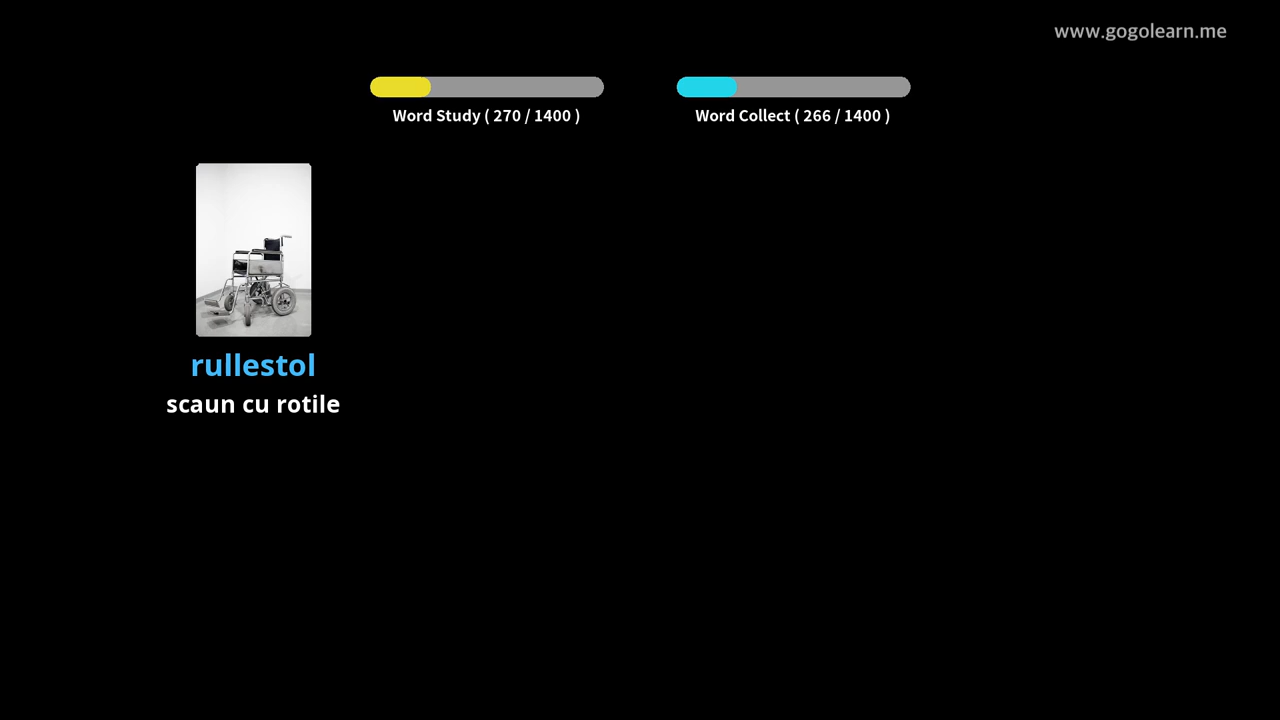 www.gogolearn.me
Word Study ( 270 / 1400 )
Word Collect ( 266 / 1400 )
rullestol
scaun cu rotile